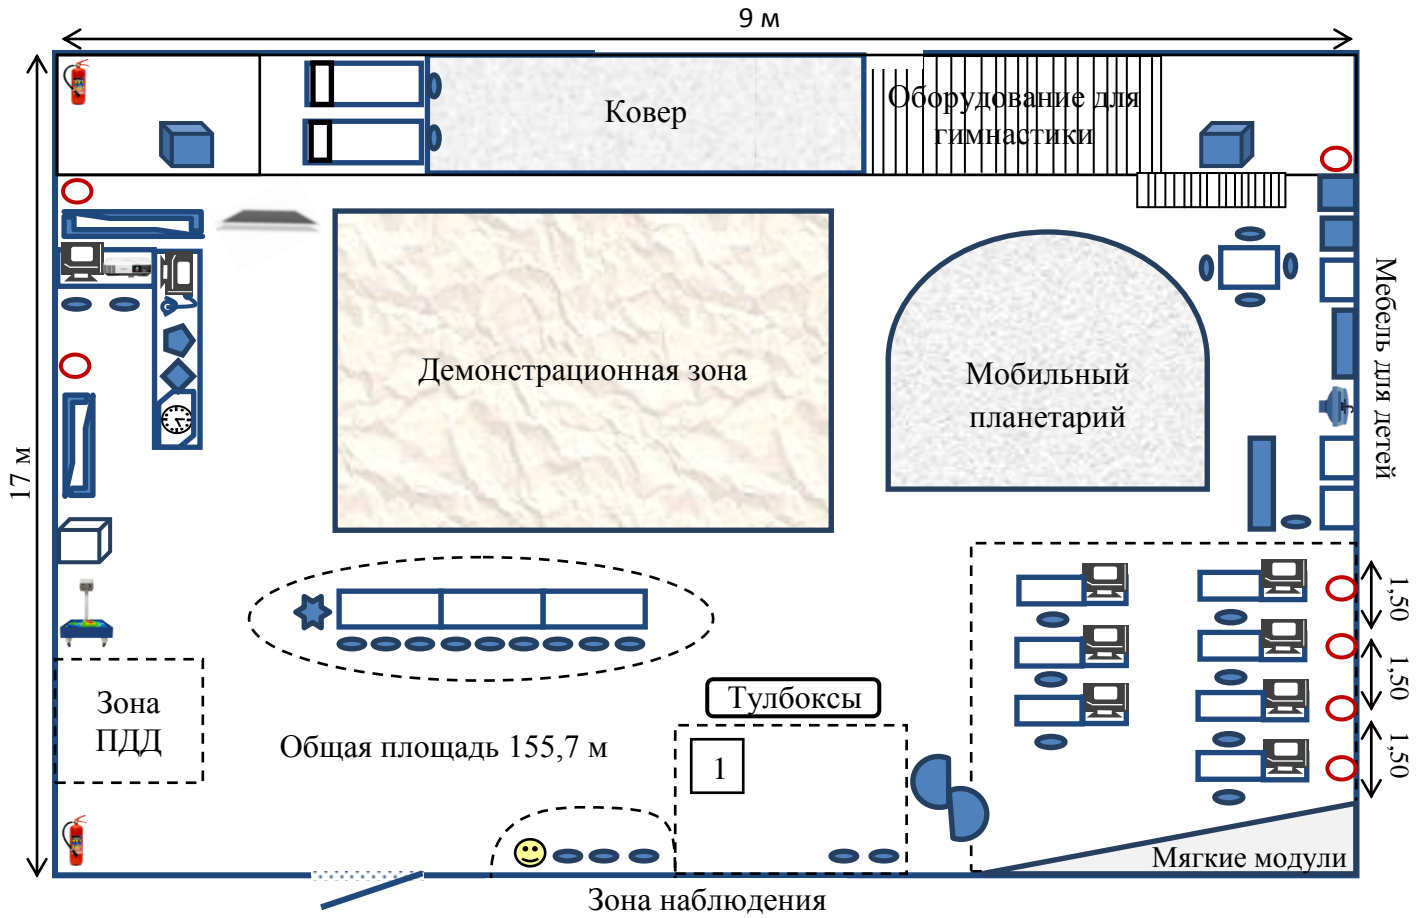 9 м
Ковер
Оборудование для
гимнастики
Демонстрационная зона
Мобильный
планетарий
Мебель для детей
17 м
1,50
1,50
1,50
Зона
ПДД
Общая площадь 155,7 м
Тулбоксы
1
Мягкие модули
Зона наблюдения